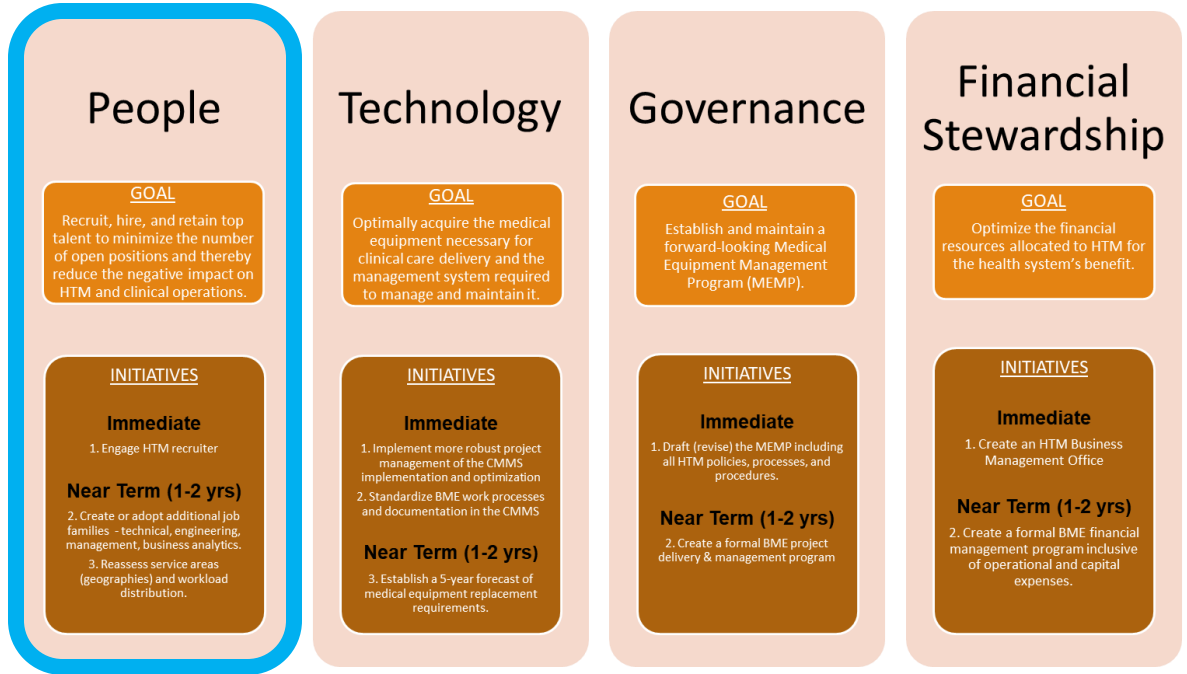 People
GOAL
Recruit, hire, and retain top
talent to minimize the number
of open positions and thereby
reduce the negative impact on
HTM and clinical operations.
INITIATIVES
Immediate
1. Engage HTM recruiter
Near Term (1-2 yrs)
2. Create or adopt additional job
families - technical, engineering,
management, business analytics.
3. Reassess service areas
(geographies) and workload
distribution.
Technology
GOAL
Optimally acquire the medical
equipment necessary for
clinical care delivery and the
management system required
to manage and maintain it.
INITIATIVES
Immediate
1. Implement more robust project
management of the CMMS
implementation and optimization
2. Standardize BME work processes
and documentation in the CMMS
Near Term (1-2 yrs)
3. Establish a 5-year forecast of
medical equipment replacement
requirements.
Governance
GOAL
Establish and maintain a
forward-looking Medical
Equipment Management
Program (MEMP).
INITIATIVES
Immediate
1. Draft (revise) the MEMP including
all HTM policies, processes, and
procedures.
Near Term (1-2 yrs)
2. Create a formal BME project
delivery & management program
Financial
Stewardship
GOAL
Optimize the financial
resources allocated to HTM for
the health system's benefit.
INITIATIVES
Immediate
1. Create an HTM Business
Management Office
Near Term (1-2 yrs)
2. Create a formal BME financial
management program inclusive
of operational and capital
expenses.